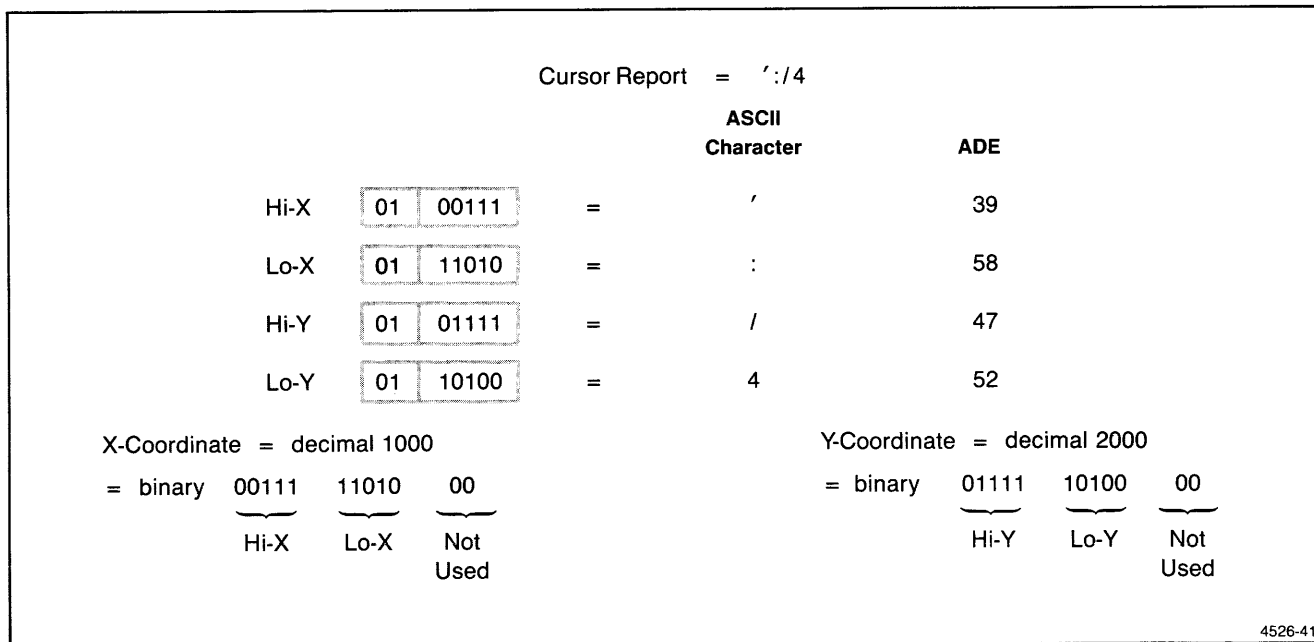 Cursor Report = ′:/4
ASCII
Character ADE
Hi-X 01 00111 = ′ 39
Lo-X 01 11010 = : 58
Hi-Y 01 01111 = / 47
Lo-Y 01 10100 = 4 52
X-Coordinate = decimal 1000
= binary 00111 11010 00
Hi-X Lo-X Not
Used
Y-Coordinate = decimal 2000
= binary 01111 10100 00
Hi-Y Lo-Y Not
Used
4526-41